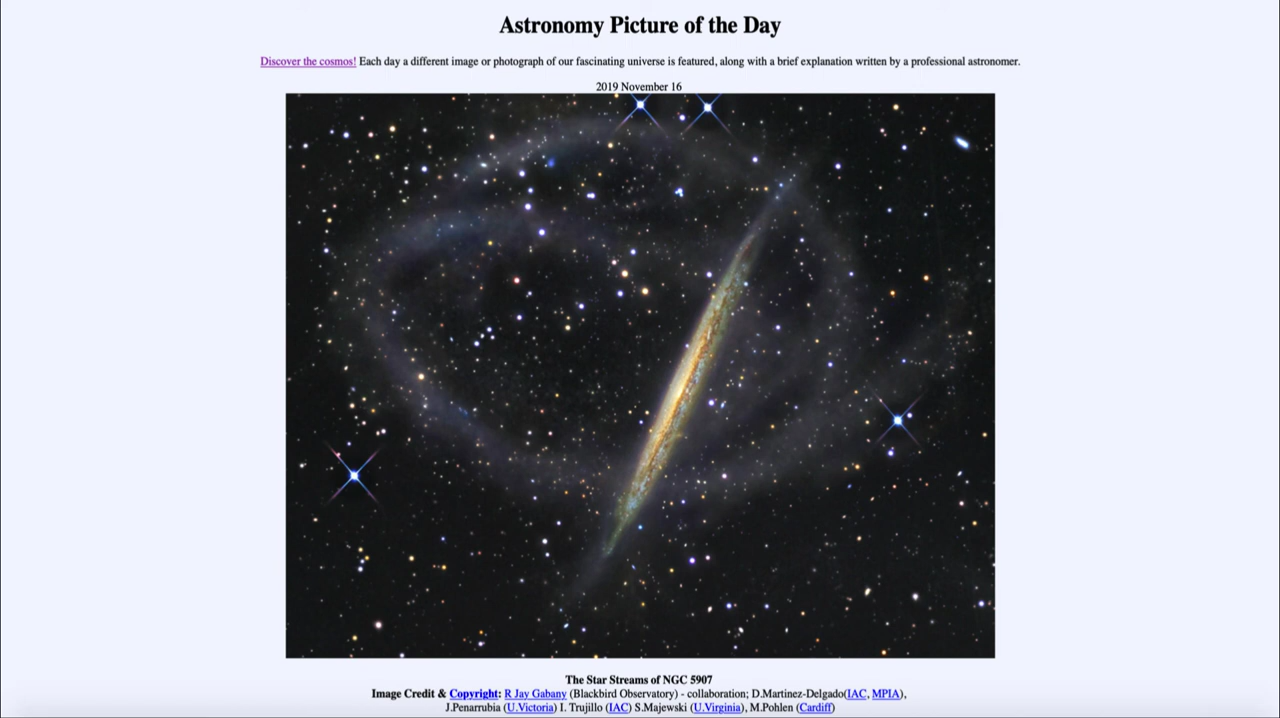 Astronomy Picture of the Day
Discover the cosmos! Each day a different image or photograph of our fascinating universe is featured, along with a brief explanation written by a professional astronomer.
2019 November 16
The Star Streams of NGC 5907
Image Credit & Copyright: R Jay Gabany (Blackbird Observatory) - collaboration; D.Martinez-Delgado(IAC, MPIA),
J.Penarrubia (U.Victoria) I. Trujillo (IAC) S.Majewski (U.Virginia), M.Pohlen (Cardiff)